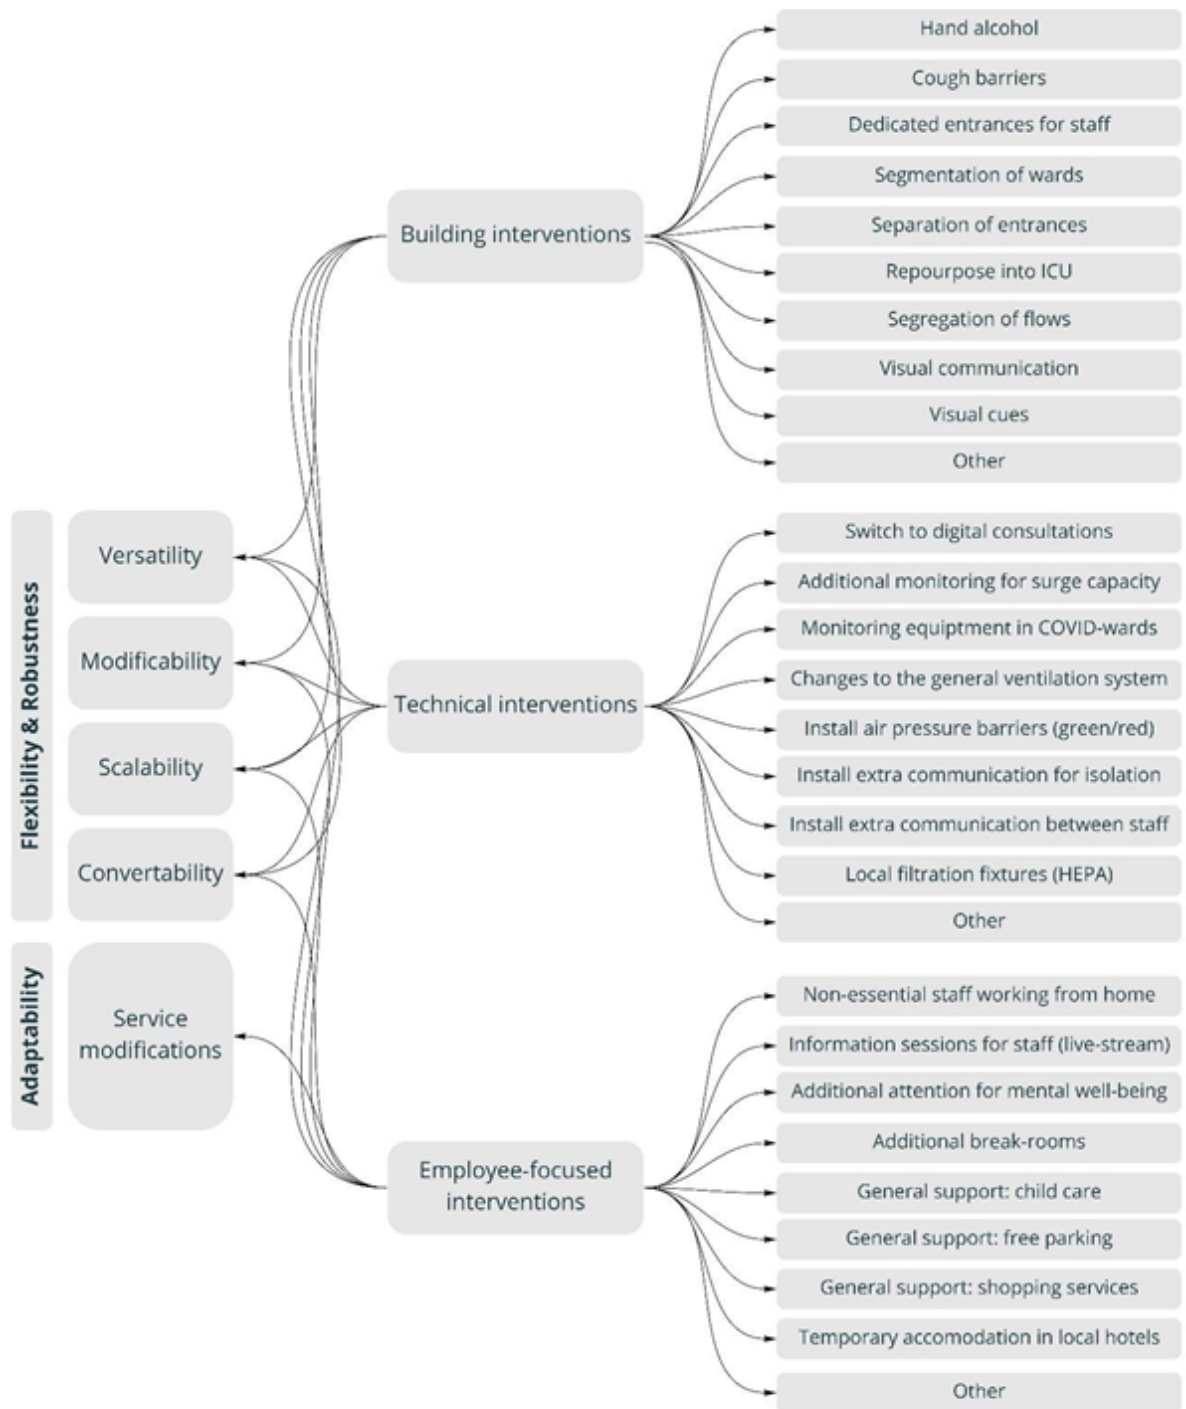 Flexibility & Robustness
Versatility
Modificability
Scalability
Convertability
Adaptability
Service
modifications
Building interventions
Hand alcohol
Cough barriers
Dedicated entrances for staff
Segmentation of wards
Separation of entrances
Repourpose into ICU
Segregation of flows
Visual communication
Visual cues
Other
Technical interventions
Switch to digital consultations
Additional monitoring for surge capacity
Monitoring equiptment in COVID-wards
Changes to the general ventilation system
Install air pressure barriers (green/red)
Install extra communication for isolation
Install extra communication between staff
Local filtration fixtures (HEPA)
Other
Employee-focused
interventions
Non-essential staff working from home
Information sessions for staff (live-stream)
Additional attention for mental well-being
Additional break-rooms
General support: child care
General support: free parking
General support: shopping services
Temporary accomodation in local hotels
Other